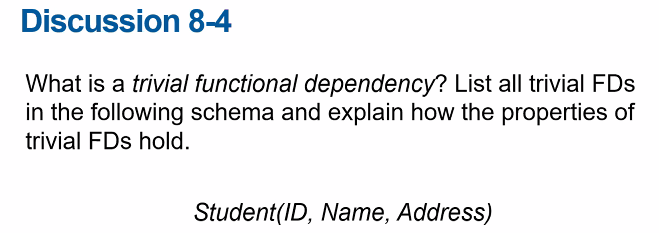 Discussion 8-4
What is a trivial functional dependency? List all trivial FDs
in the following schema and explain how the properties of
trivial FDs hold.
Student(ID, Name, Address)